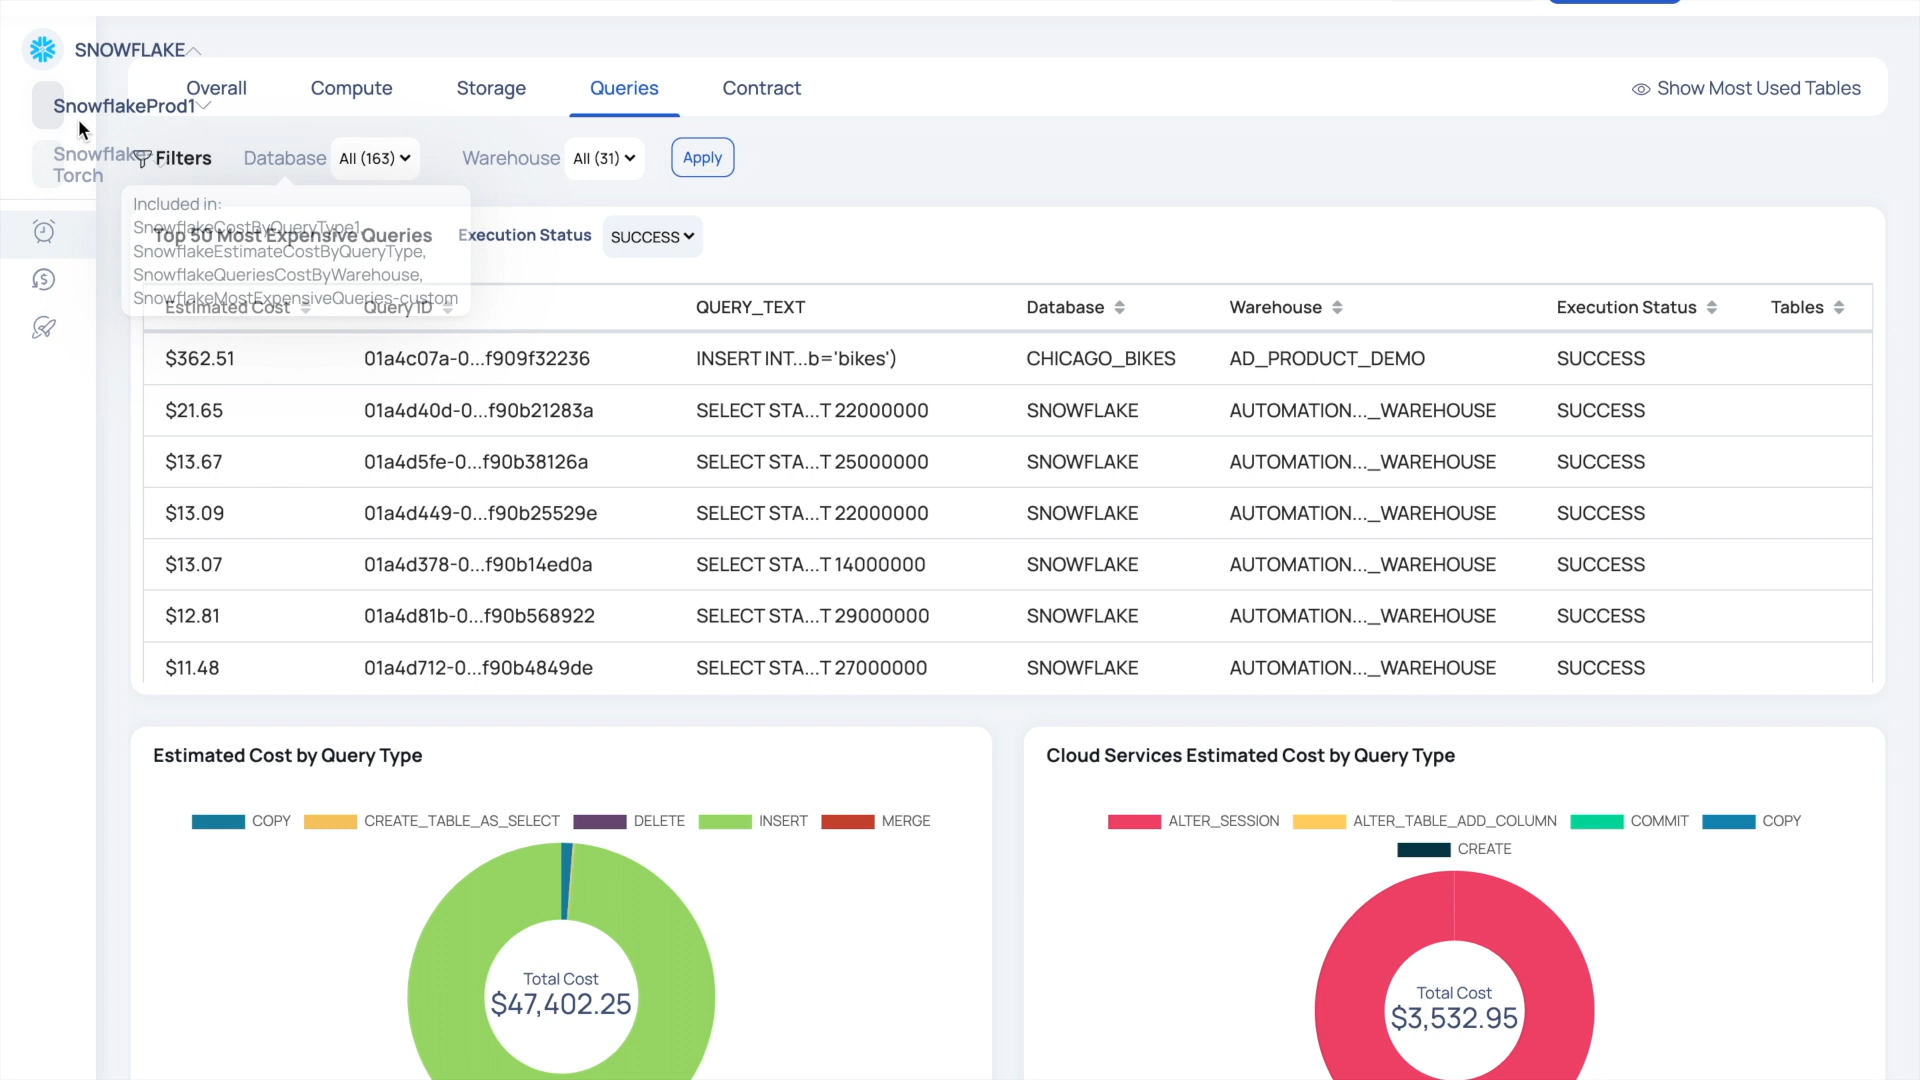 SNOWFLAKE
Overall
Compute
Storage
Queries
Contract
Show Most Used Tables
SnowflakeProd1
Snowflake
Torch
Filters
Database
All (163)
Warehouse
All (31)
Apply
Included in:
SnowflakeCostByQueryType1,
SnowflakeEstimateCostByQueryType,
SnowflakeQueriesCostByWarehouse,
SnowflakeMostExpensiveQueries-custom
Top 50 Most Expensive Queries
Execution Status
SUCCESS
Estimated Cost Query ID QUERY_TEXT Database Warehouse Execution Status Tables
$362.51 01a4c07a-0...f909f32236 INSERT INT...b='bikes') CHICAGO_BIKES AD_PRODUCT_DEMO SUCCESS
$21.65 01a4d40d-0...f90b21283a SELECT STA...T 22000000 SNOWFLAKE AUTOMATION..._WAREHOUSE SUCCESS
$13.67 01a4d5fe-0...f90b38126a SELECT STA...T 25000000 SNOWFLAKE AUTOMATION..._WAREHOUSE SUCCESS
$13.09 01a4d449-0...f90b25529e SELECT STA...T 22000000 SNOWFLAKE AUTOMATION..._WAREHOUSE SUCCESS
$13.07 01a4d378-0...f90b14ed0a SELECT STA...T 14000000 SNOWFLAKE AUTOMATION..._WAREHOUSE SUCCESS
$12.81 01a4d81b-0...f90b568922 SELECT STA...T 29000000 SNOWFLAKE AUTOMATION..._WAREHOUSE SUCCESS
$11.48 01a4d712-0...f90b4849de SELECT STA...T 27000000 SNOWFLAKE AUTOMATION..._WAREHOUSE SUCCESS
Estimated Cost by Query Type
COPY CREATE_TABLE_AS_SELECT DELETE INSERT MERGE
Total Cost
$47,402.25
Cloud Services Estimated Cost by Query Type
ALTER_SESSION ALTER_TABLE_ADD_COLUMN COMMIT COPY
CREATE
Total Cost
$3,532.95